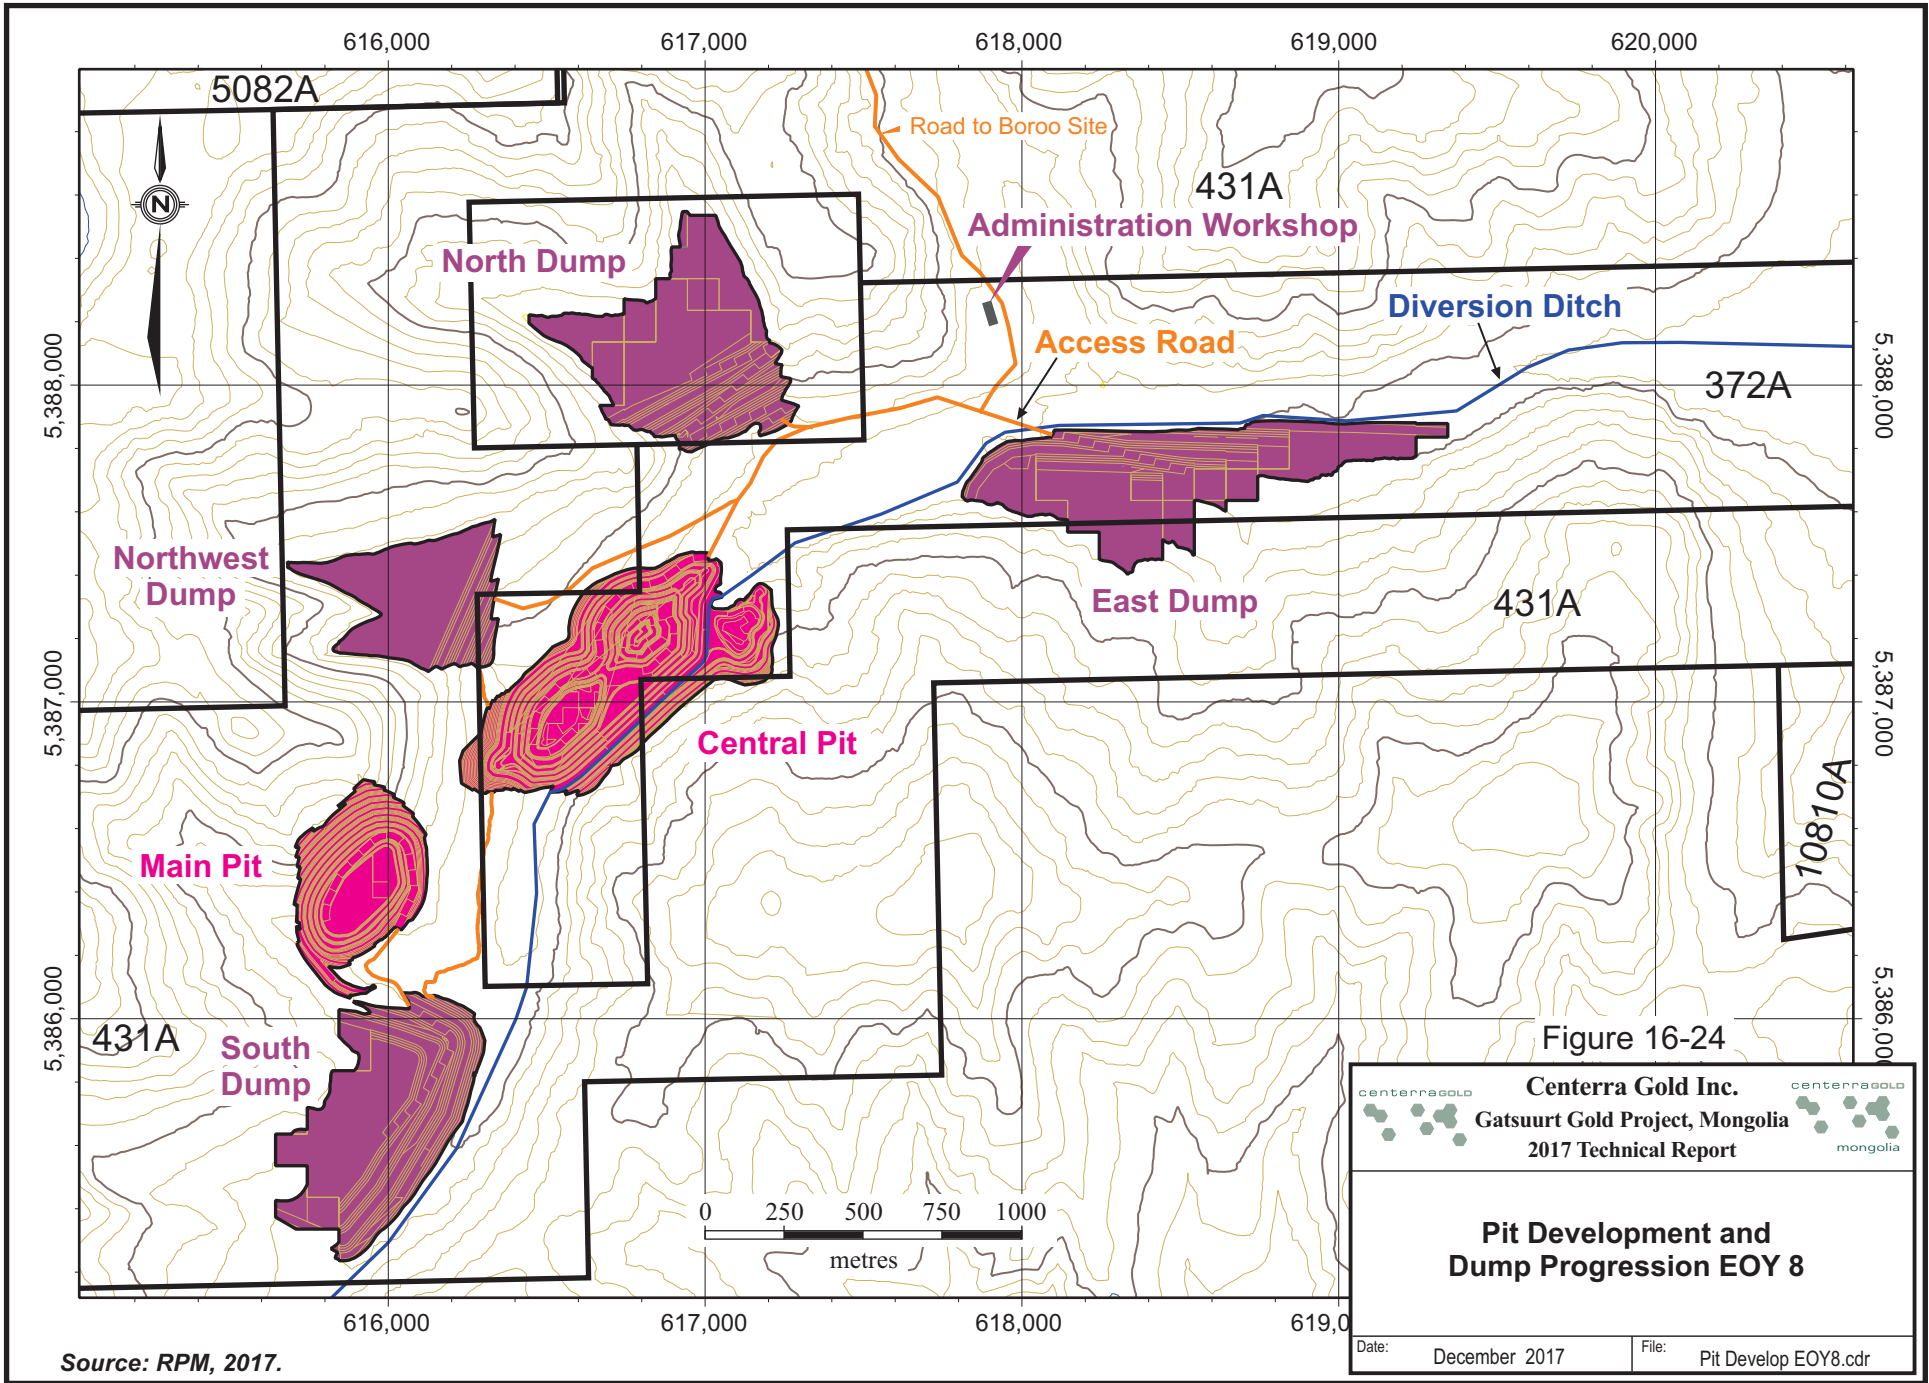 616,000
617,000
618,000
619,000
620,000
5082A
Road to Boroo Site
431A
Administration Workshop
North Dump
Diversion Ditch
Access Road
5,388,000
5,388,000
372A
Northwest
Dump
East Dump
431A
5,387,000
5,387,000
Central Pit
Main Pit
10810A
5,386,000
5,386,000
431A
South
Dump
Figure 16-24
centerraGOLD
Centerra Gold Inc.
centerraGOLD
mongolia
Gatsuurt Gold Project, Mongolia
2017 Technical Report
0 250 500 750 1000
metres
Pit Development and
Dump Progression EOY 8
616,000
617,000
618,000
619,0
Date: December 2017
File: Pit Develop EOY8.cdr
Source: RPM, 2017.
N